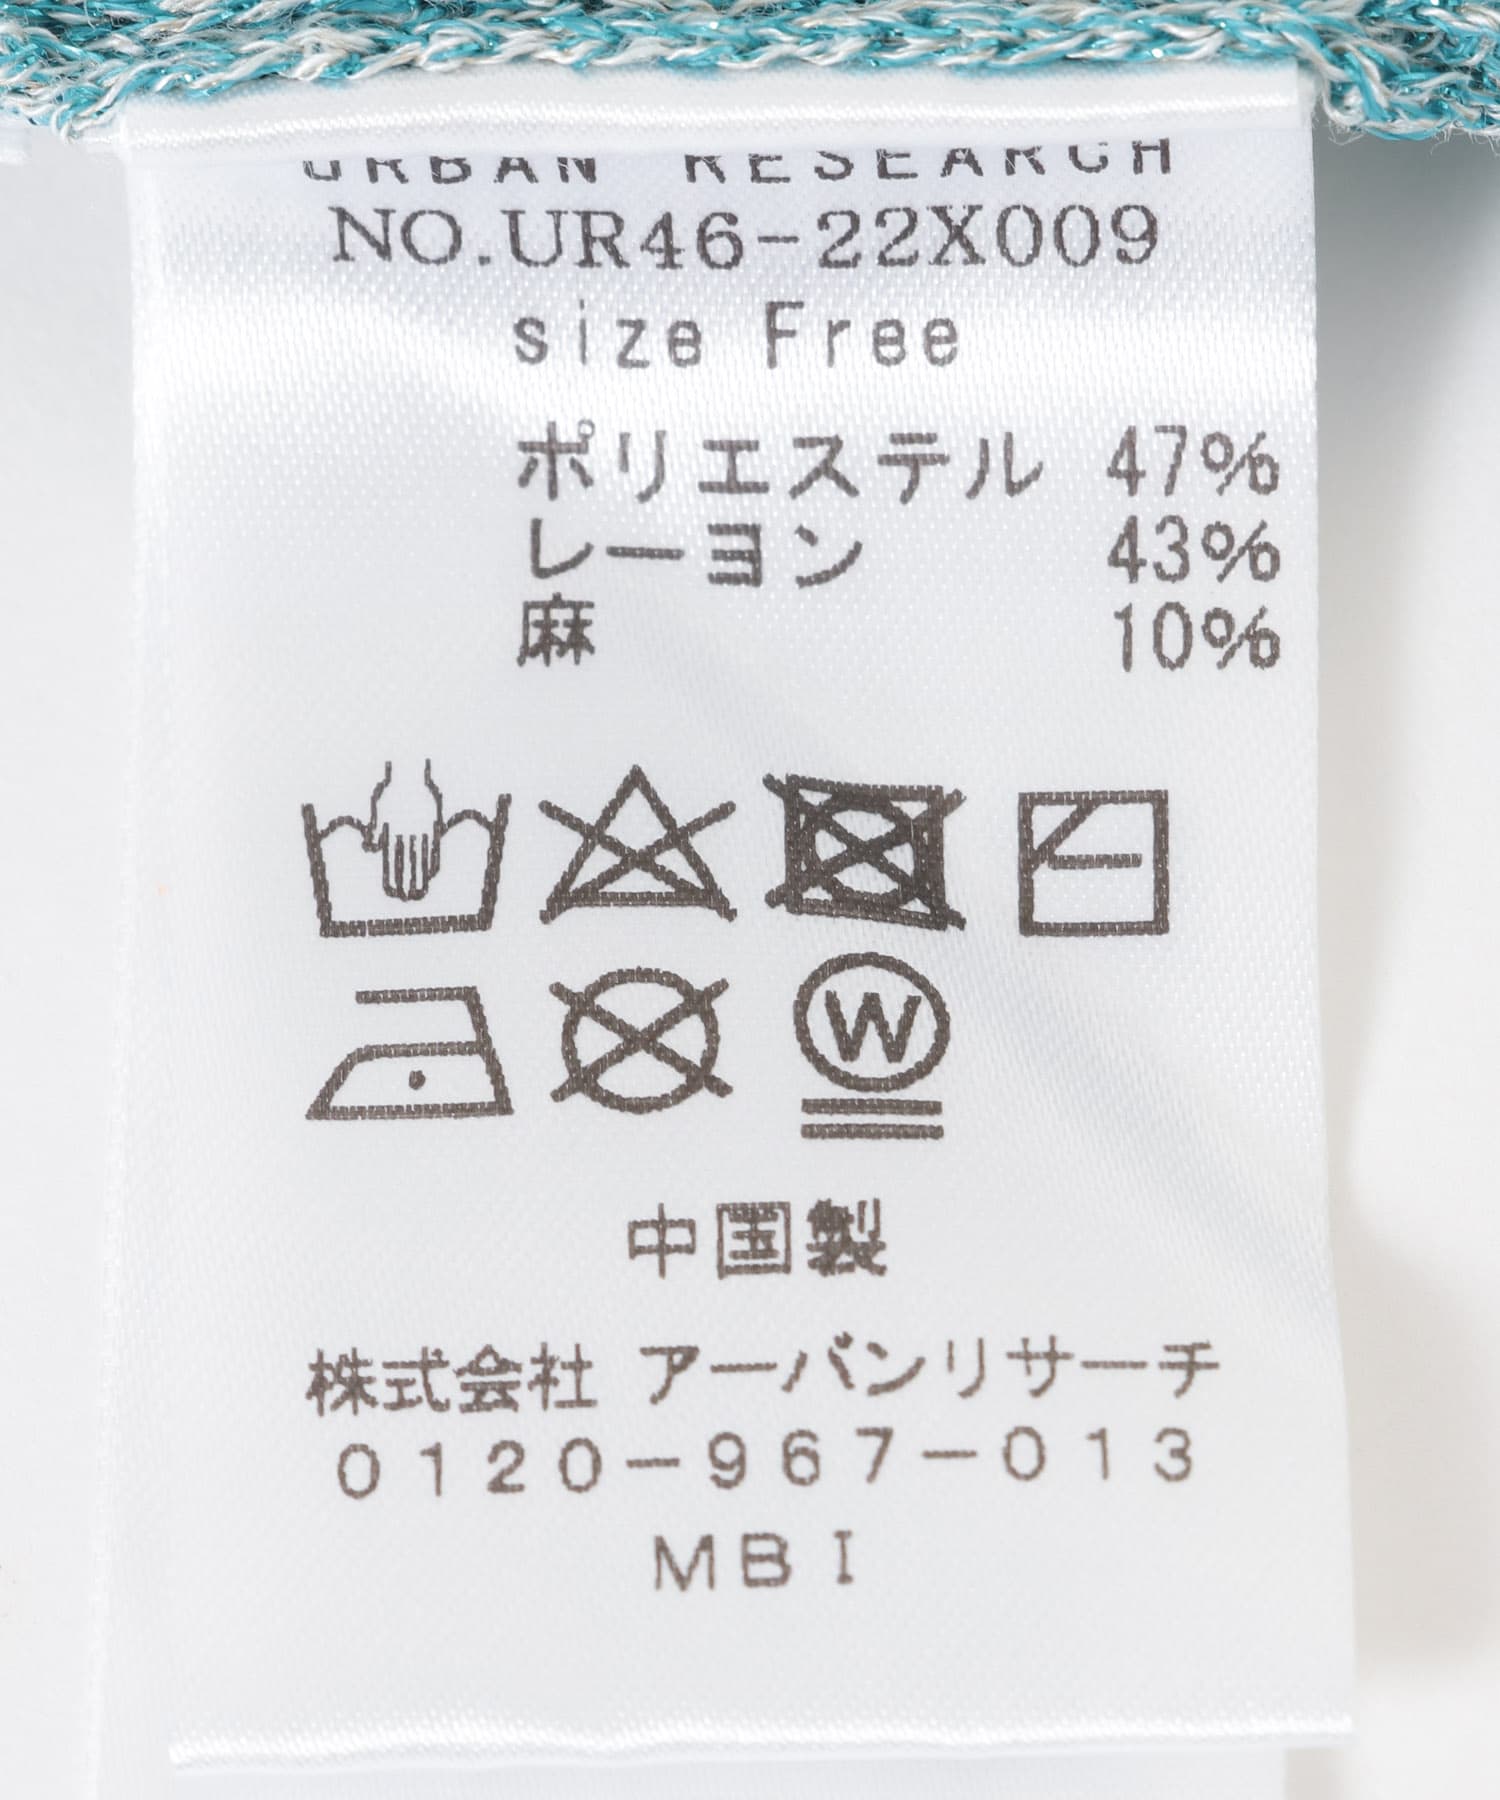 URBAN RESEARCH
NO.UR46-22X009
size Free
ポリエステル 47%
レーヨン 43%
麻 10%
W
中国製
株式会社 アーバンリサーチ
0120-967-013
MBI